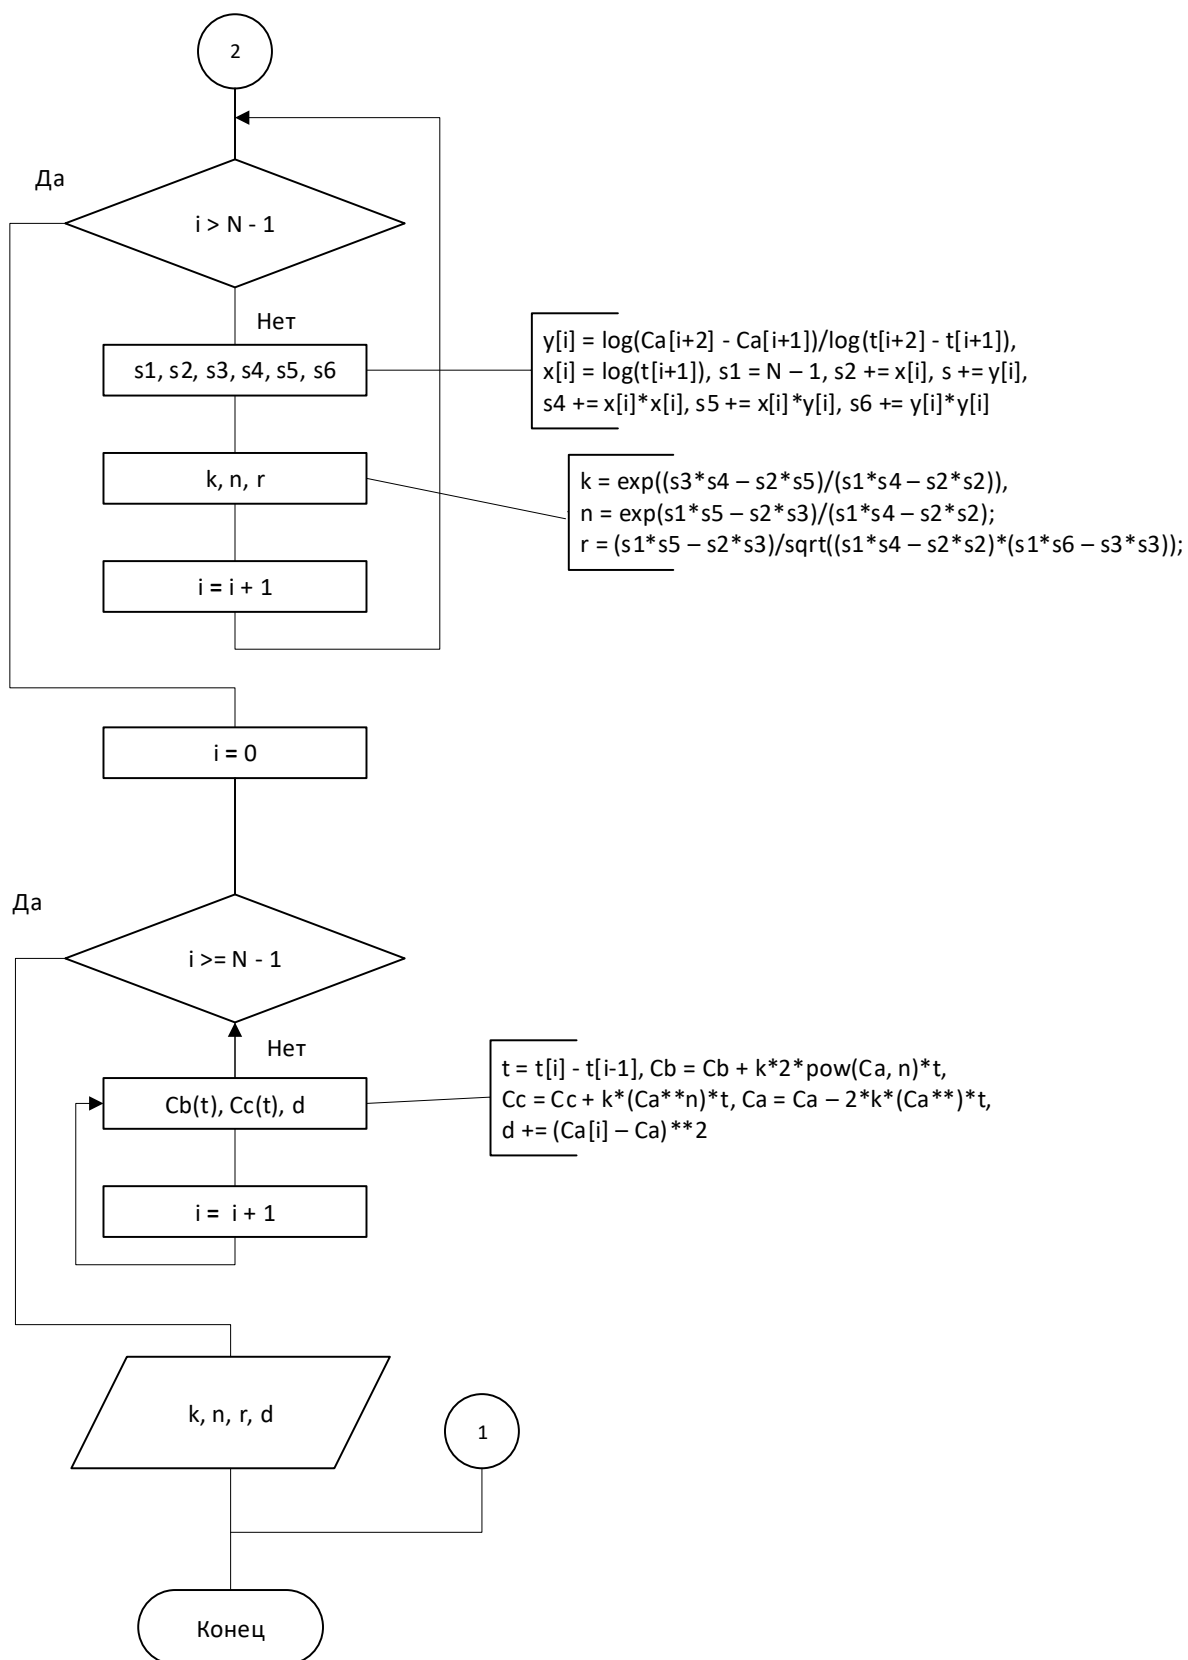 2
Да
i > N - 1
Нет
s1, s2, s3, s4, s5, s6
y[i] = log(Ca[i+2] - Ca[i+1])/log(t[i+2] - t[i+1]),
x[i] = log(t[i+1]), s1 = N – 1, s2 += x[i], s += y[i],
s4 += x[i]*x[i], s5 += x[i]*y[i], s6 += y[i]*y[i]
k, n, r
k = exp((s3*s4 – s2*s5)/(s1*s4 – s2*s2)),
n = exp(s1*s5 – s2*s3)/(s1*s4 – s2*s2);
r = (s1*s5 – s2*s3)/sqrt((s1*s4 – s2*s2)*(s1*s6 – s3*s3));
i = i + 1
i = 0
Да
i >= N - 1
Нет
Cb(t), Cc(t), d
t = t[i] - t[i-1], Cb = Cb + k*2*pow(Ca, n)*t,
Cc = Cc + k*(Ca**n)*t, Ca = Ca – 2*k*(Ca**)*t,
d += (Ca[i] – Ca)**2
i = i + 1
k, n, r, d
1
Конец